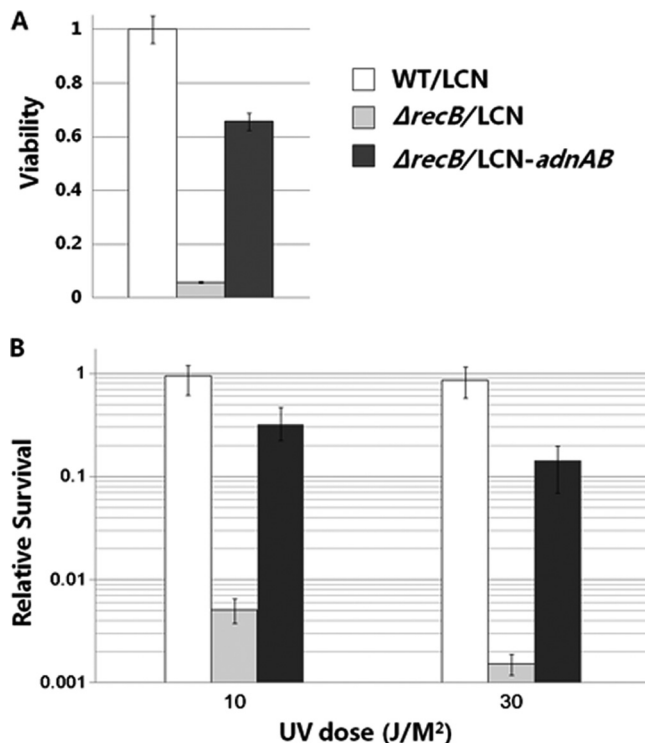 A
Viability
1
0.8
0.6
0.4
0.2
0
WT/LCN
ΔrecB/LCN
ΔrecB/LCN-adnAB
B
Relative Survival
1
0.1
0.01
0.001
10
30
UV dose (J/M²)